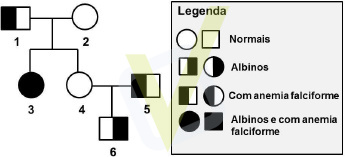 Legenda
Normais
Albinos
Com anemia falciforme
Albinos e com anemia
falciforme
1
2
3
4
5
6